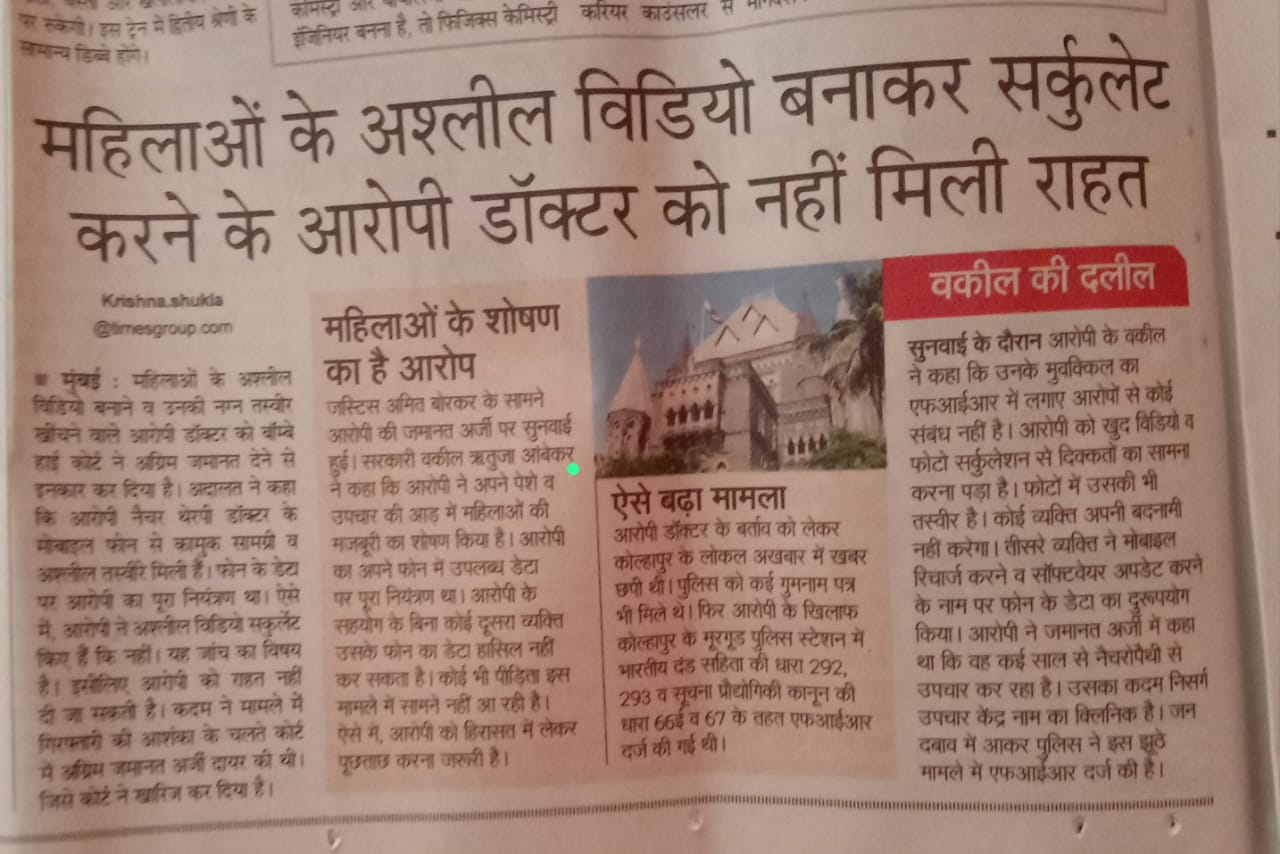 पर रुकेगी। इस ट्रेन में द्वितीय श्रेणी के
सामान्य डिब्बे होंगे।
इंजिनियर बनना है, तो फिजिक्स केमिस्ट्री
करियर काउंसलर से
महिलाओं के अश्लील विडियो बनाकर सर्कुलेट
करने के आरोपी डॉक्टर को नहीं मिली राहत
Krishna.shukla
@timesgroup.com
■ मुंबई : महिलाओं के अश्लील
विडियो बनाने व उनकी नग्न तस्वीर
खींचने वाले आरोपी डॉक्टर को बॉम्बे
हाई कोर्ट ने अग्रिम जमानत देने से
इनकार कर दिया है। अदालत ने कहा
कि आरोपी नैचर थेरपी डॉक्टर के
मोबाइल फोन से कामुक सामग्री व
अश्लील तस्वीरें मिली हैं। फोन के डेटा
पर आरोपी का पूरा नियंत्रण था। ऐसे
में, आरोपी ने अश्लील विडियो सर्कुलेट
किए हैं कि नहीं। यह जांच का विषय
है। इसीलिए आरोपी को राहत नहीं
दी जा सकती है। कदम ने मामले में
गिरफ्तारी की आशंका के चलते कोर्ट
में अग्रिम जमानत अर्जी दायर की थी।
जिसे कोर्ट ने खारिज कर दिया है।
महिलाओं के शोषण
का है आरोप
जस्टिस अमित बोरकर के सामने
आरोपी की जमानत अर्जी पर सुनवाई
हुई। सरकारी वकील ऋतुजा आंबेकर
ने कहा कि आरोपी ने अपने पेशे व
उपचार की आड़ में महिलाओं की
मजबूरी का शोषण किया है। आरोपी
का अपने फोन में उपलब्ध डेटा
पर पूरा नियंत्रण था। आरोपी के
सहयोग के बिना कोई दूसरा व्यक्ति
उसके फोन का डेटा हासिल नहीं
कर सकता है। कोई भी पीड़िता इस
मामले में सामने नहीं आ रही है।
ऐसे में, आरोपी को हिरासत में लेकर
पूछताछ करना जरूरी है।
ऐसे बढ़ा मामला
आरोपी डॉक्टर के बर्ताव को लेकर
कोल्हापुर के लोकल अखबार में खबर
छपी थी। पुलिस को कई गुमनाम पत्र
भी मिले थे। फिर आरोपी के खिलाफ
कोल्हापुर के मूरगूड पुलिस स्टेशन में
भारतीय दंड सहिता की धारा 292,
293 व सूचना प्रौद्योगिकी कानून की
धारा 66ई व 67 के तहत एफआईआर
दर्ज की गई थी।
वकील की दलील
सुनवाई के दौरान आरोपी के वकील
ने कहा कि उनके मुवक्किल का
एफआईआर में लगाए आरोपों से कोई
संबंध नहीं है। आरोपी को खुद विडियो व
फोटो सर्कुलेशन से दिक्कतों का सामना
करना पड़ा है। फोटों में उसकी भी
तस्वीर है। कोई व्यक्ति अपनी बदनामी
नहीं करेगा। तीसरे व्यक्ति ने मोबाइल
रिचार्ज करने व सॉफ्टवेयर अपडेट करने
के नाम पर फोन के डेटा का दुरूपयोग
किया। आरोपी ने जमानत अर्जी में कहा
था कि वह कई साल से नैचरोपैथी से
उपचार कर रहा है। उसका कदम निसर्ग
उपचार केंद्र नाम का क्लिनिक है। जन
दबाव में आकर पुलिस ने इस झूठे
मामले में एफआईआर दर्ज की है।